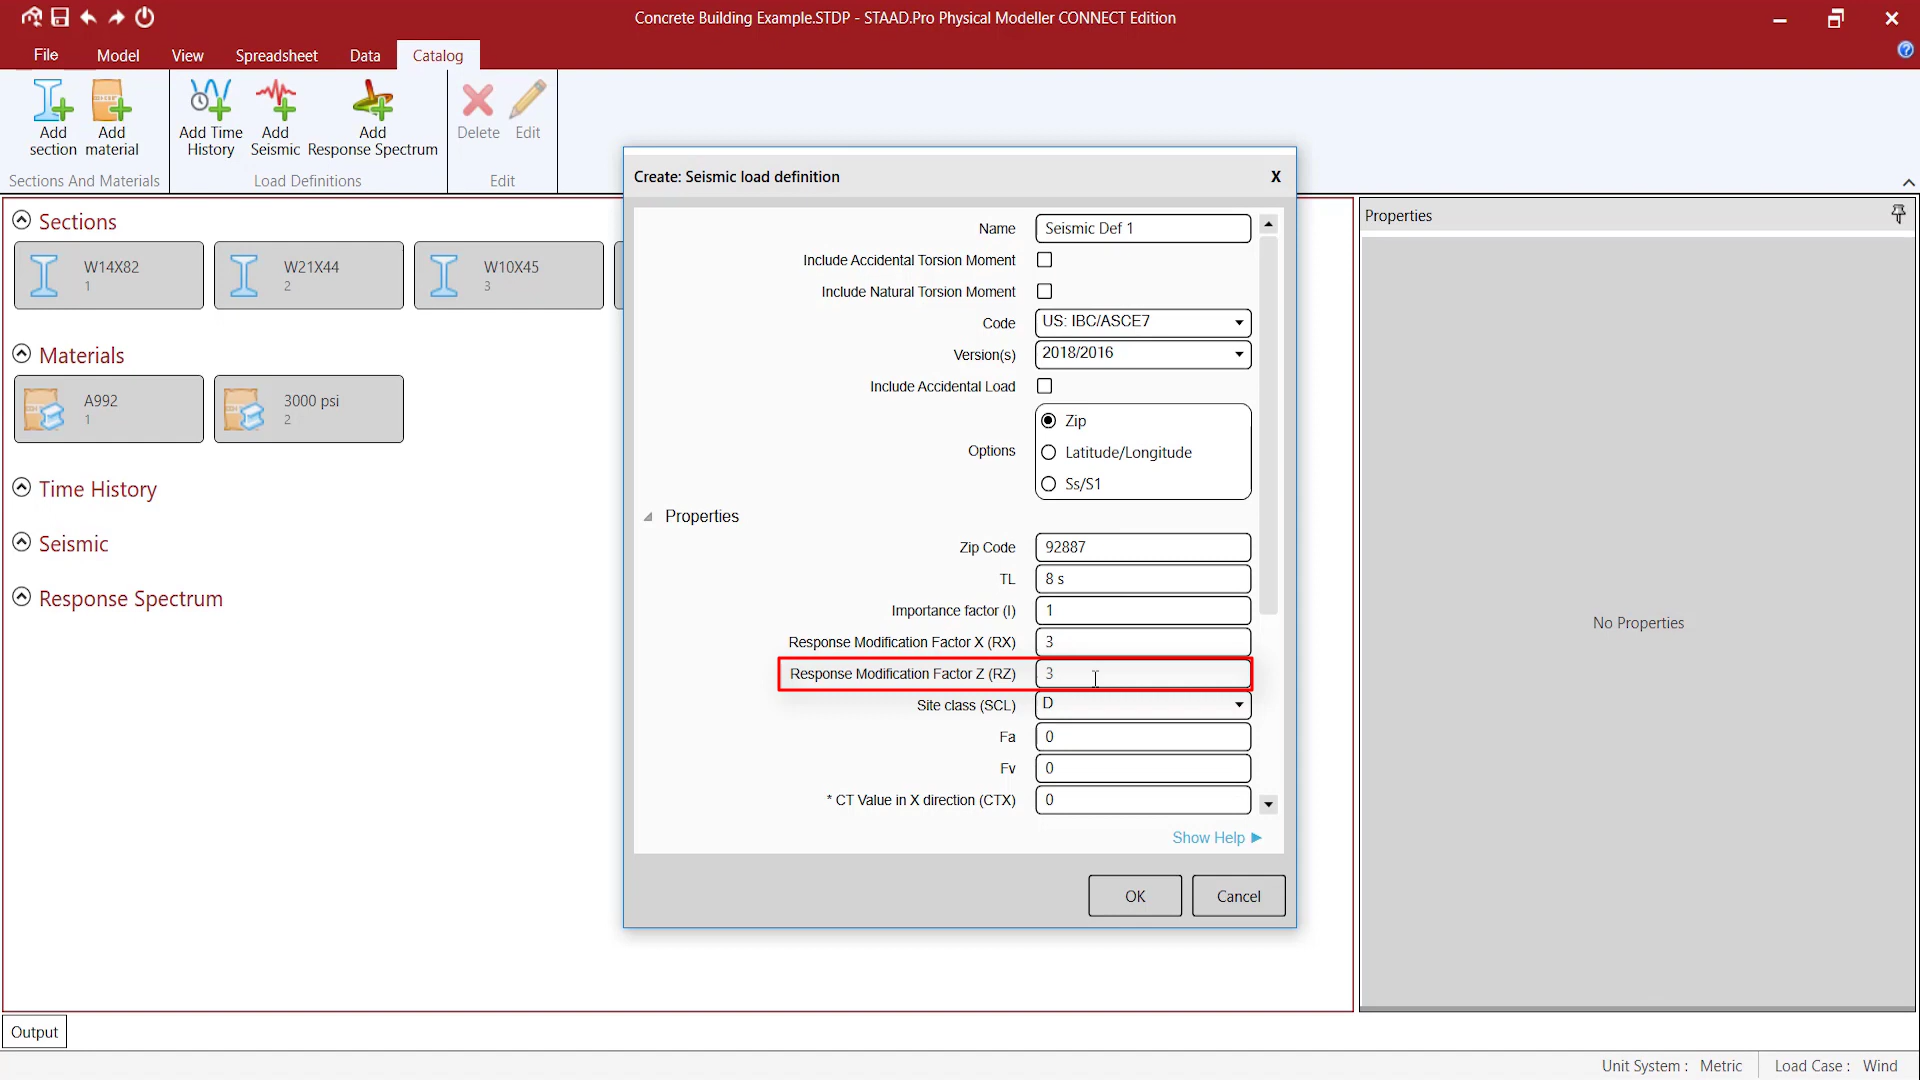 Concrete Building Example.STDP - STAAD.Pro Physical Modeller CONNECT Edition
File Model View Spreadsheet Data Catalog
Add section
Add material
Add Time History
Add Seismic
Add Response Spectrum
Delete
Edit
Sections And Materials
Load Definitions
Edit
Sections
W14X82
1
W21X44
2
W10X45
3
Materials
A992
1
3000 psi
2
Time History
Seismic
Response Spectrum
Create: Seismic load definition
X
Name Seismic Def 1
Include Accidental Torsion Moment
Include Natural Torsion Moment
Code US: IBC/ASCE7
Version(s) 2018/2016
Include Accidental Load
Options
Zip
Latitude/Longitude
Ss/S1
Properties
Zip Code 92887
TL 8 s
Importance factor (I) 1
Response Modification Factor X (RX) 3
Response Modification Factor Z (RZ) 3
Site class (SCL) D
Fa 0
Fv 0
* CT Value in X direction (CTX) 0
Show Help
OK Cancel
Properties
No Properties
Output
Unit System : Metric Load Case : Wind